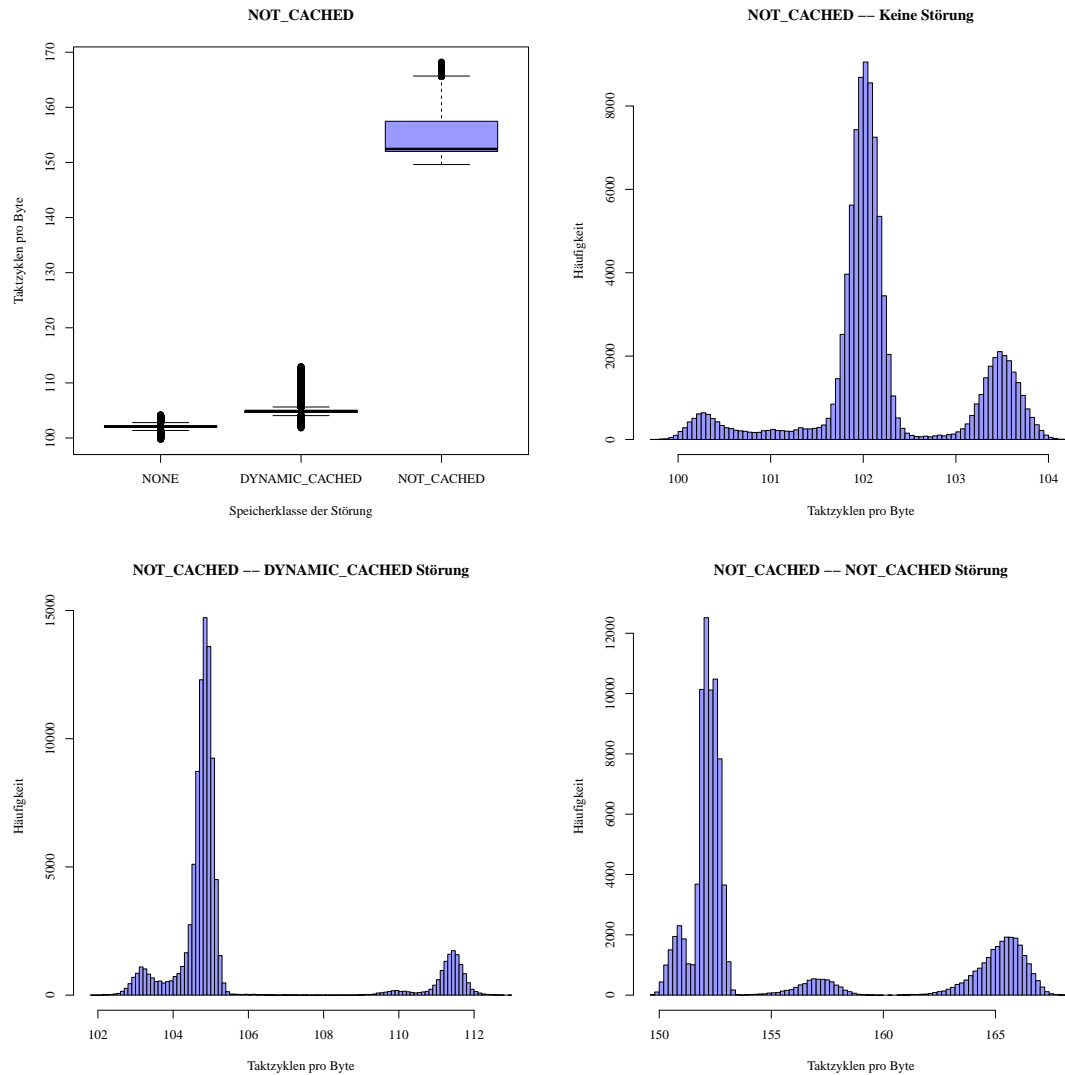 NOT_CACHED
Taktzyklen pro Byte
170
160
150
140
130
120
110
100
NONE
DYNAMIC_CACHED
NOT_CACHED
Speicherklasse der Störung
NOT_CACHED −− Keine Störung
Häufigkeit
8000
6000
4000
2000
0
100
101
102
103
104
Taktzyklen pro Byte
NOT_CACHED −− DYNAMIC_CACHED Störung
Häufigkeit
15000
10000
5000
0
102
104
106
108
110
112
Taktzyklen pro Byte
NOT_CACHED −− NOT_CACHED Störung
Häufigkeit
12000
10000
8000
6000
4000
2000
0
150
155
160
165
Taktzyklen pro Byte